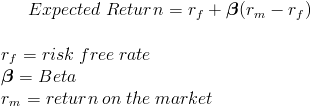 Expected Return = r_f + β(r_m − r_f)
r_f = risk free rate
β = Beta
r_m = return on the market